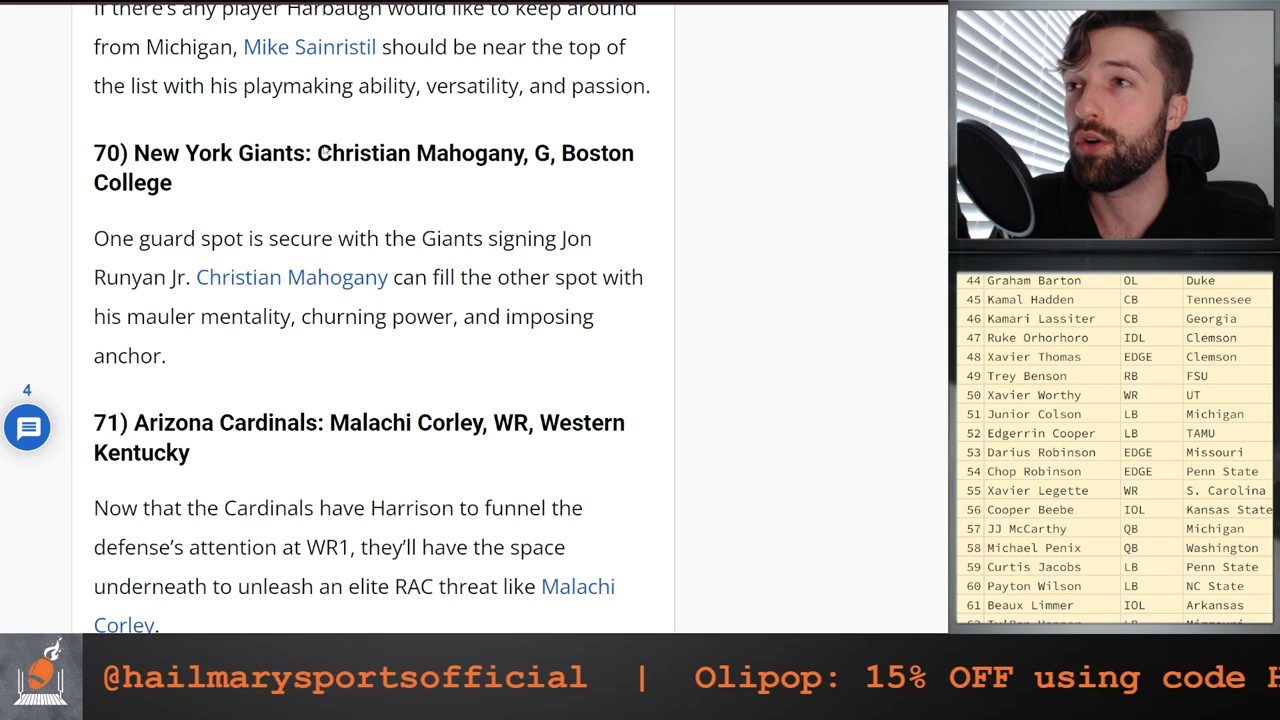 If there's any player Harbaugh would like to keep around
from Michigan, Mike Sainristil should be near the top of
the list with his playmaking ability, versatility, and passion.
70) New York Giants: Christian Mahogany, G, Boston
College
One guard spot is secure with the Giants signing Jon
Runyan Jr. Christian Mahogany can fill the other spot with
his mauler mentality, churning power, and imposing
anchor.
4
71) Arizona Cardinals: Malachi Corley, WR, Western
Kentucky
Now that the Cardinals have Harrison to funnel the
defense's attention at WR1, they'll have the space
underneath to unleash an elite RAC threat like Malachi
Corley.
44 Graham Barton OL Duke
45 Kamal Hadden CB Tennessee
46 Kamari Lassiter CB Georgia
47 Ruke Orhorhoro IDL Clemson
48 Xavier Thomas EDGE Clemson
49 Trey Benson RB FSU
50 Xavier Worthy WR UT
51 Junior Colson LB Michigan
52 Edgerrin Cooper LB TAMU
53 Darius Robinson EDGE Missouri
54 Chop Robinson EDGE Penn State
55 Xavier Legette WR S. Carolina
56 Cooper Beebe IOL Kansas State
57 JJ McCarthy QB Michigan
58 Michael Penix QB Washington
59 Curtis Jacobs LB Penn State
60 Payton Wilson LB NC State
61 Beaux Limmer IOL Arkansas
@hailmarysportsofficial | Olipop: 15% OFF using code H